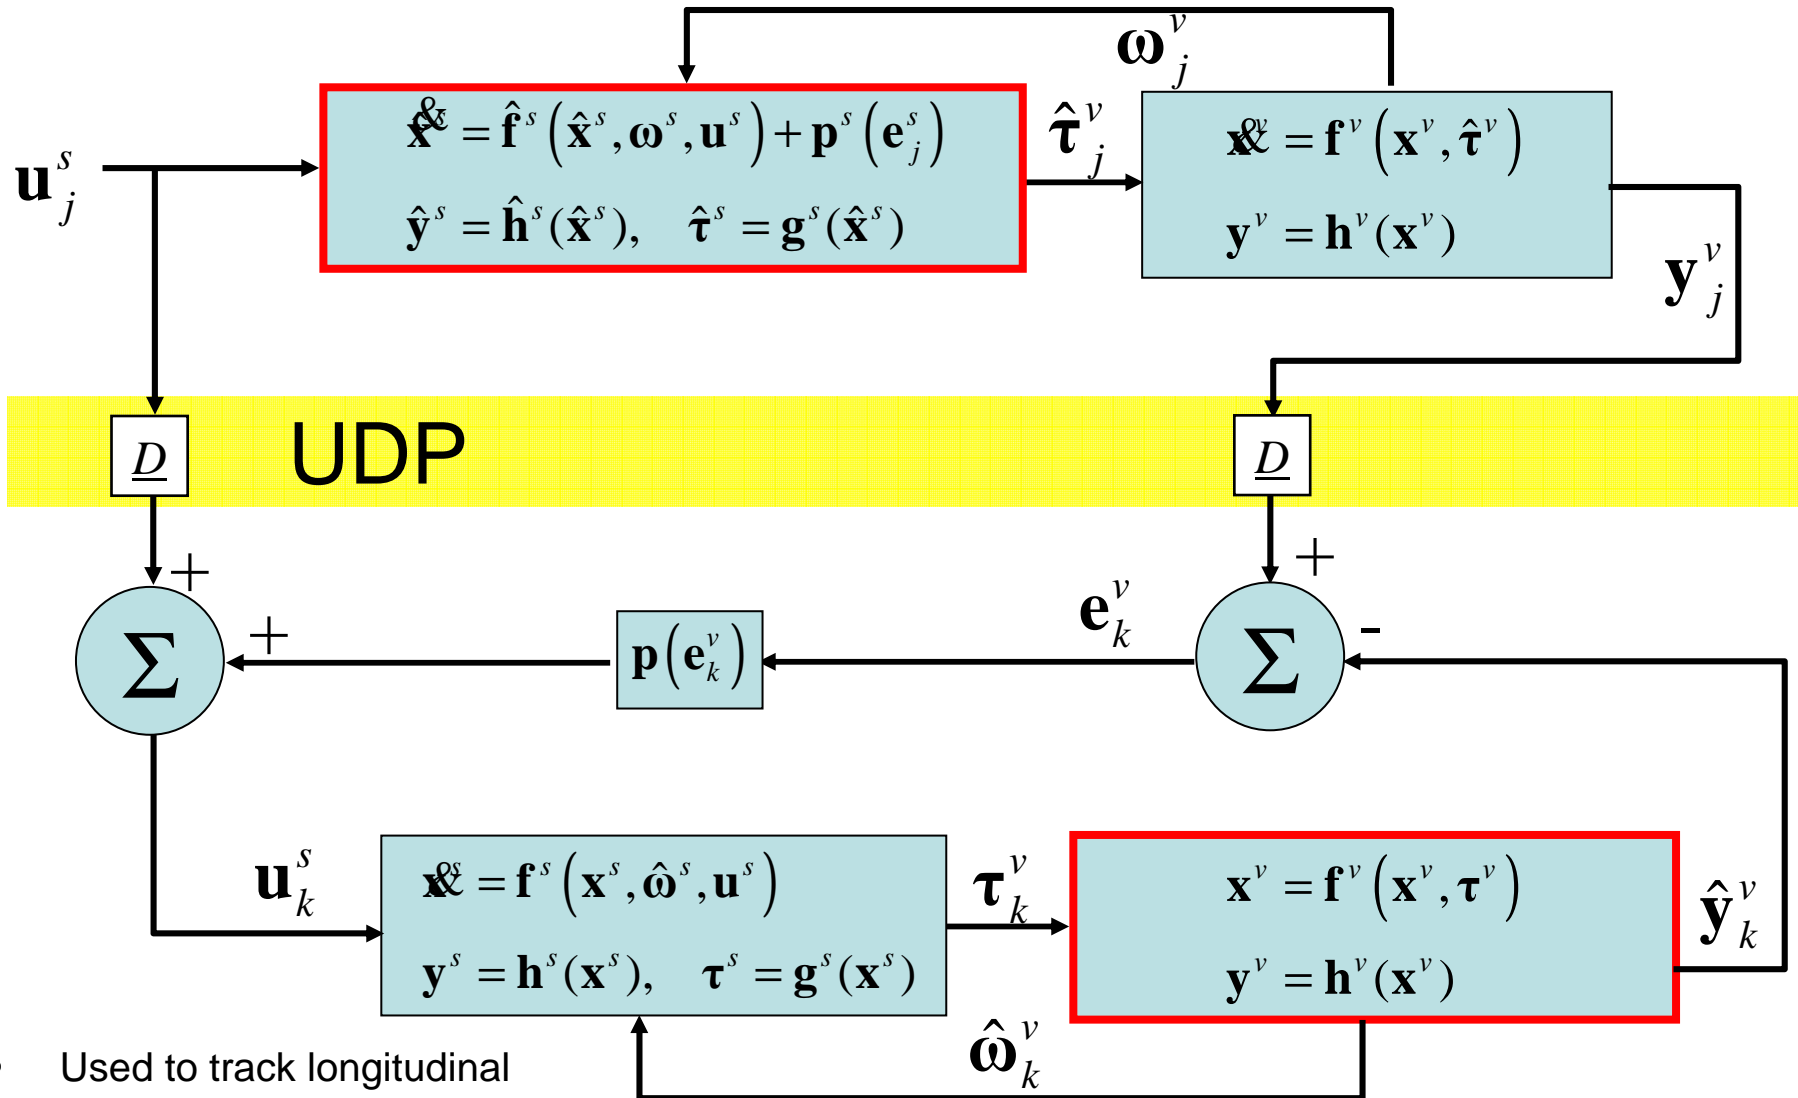 ω_j^v
x̂&^s = f̂^s(x̂^s, ω^s, u^s) + p^s(e_j^s)
ŷ^s = ĥ^s(x̂^s), τ̂^s = g^s(x̂^s)
τ̂_j^v
x&^v = f^v(x^v, τ̂^v)
y^v = h^v(x^v)
u_j^s
y_j^v
D
UDP
D
+
+
+
-
Σ
p(e_k^v)
e_k^v
Σ
u_k^s
x&^s = f^s(x^s, ω̂^s, u^s)
y^s = h^s(x^s), τ^s = g^s(x^s)
τ_k^v
x^v = f^v(x^v, τ^v)
y^v = h^v(x^v)
ŷ_k^v
ω̂_k^v
• Used to track longitudinal